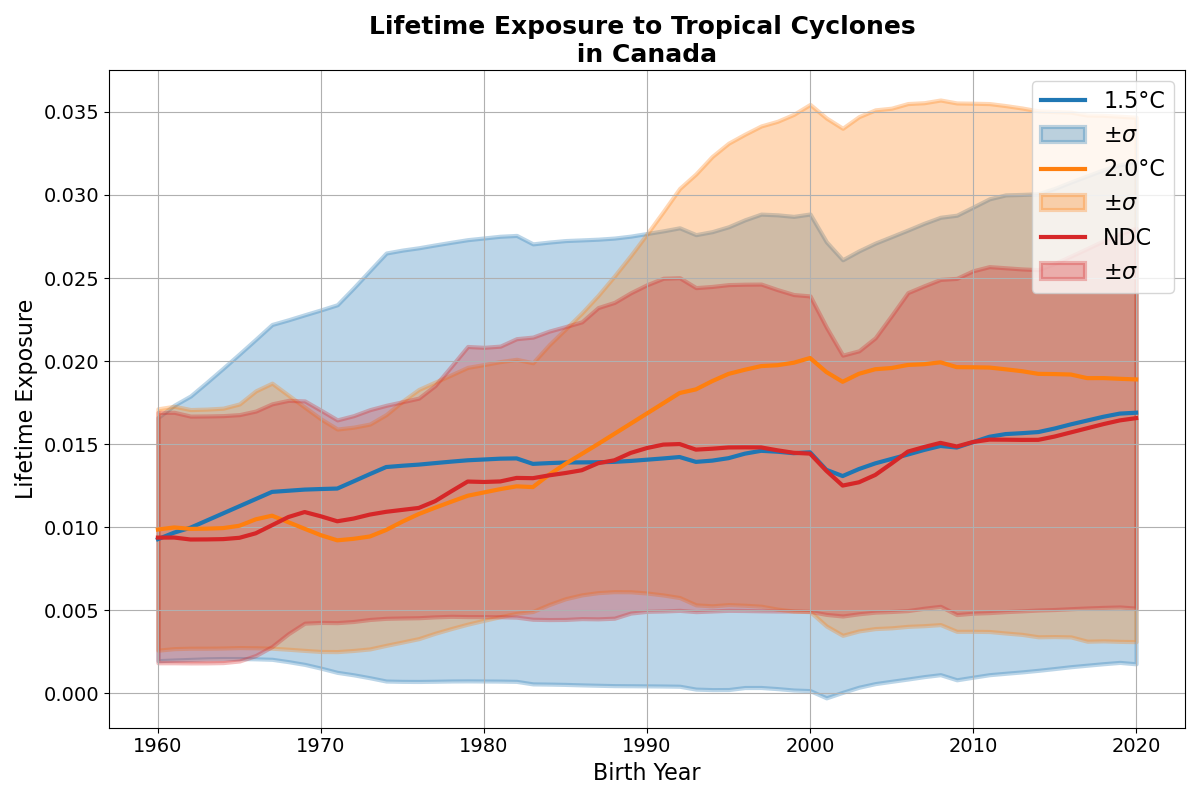 Lifetime Exposure to Tropical Cyclones
in Canada
Lifetime Exposure
0.035
0.030
0.025
0.020
0.015
0.010
0.005
0.000
1.5°C
±σ
2.0°C
±σ
NDC
±σ
1960
1970
1980
1990
2000
2010
2020
Birth Year